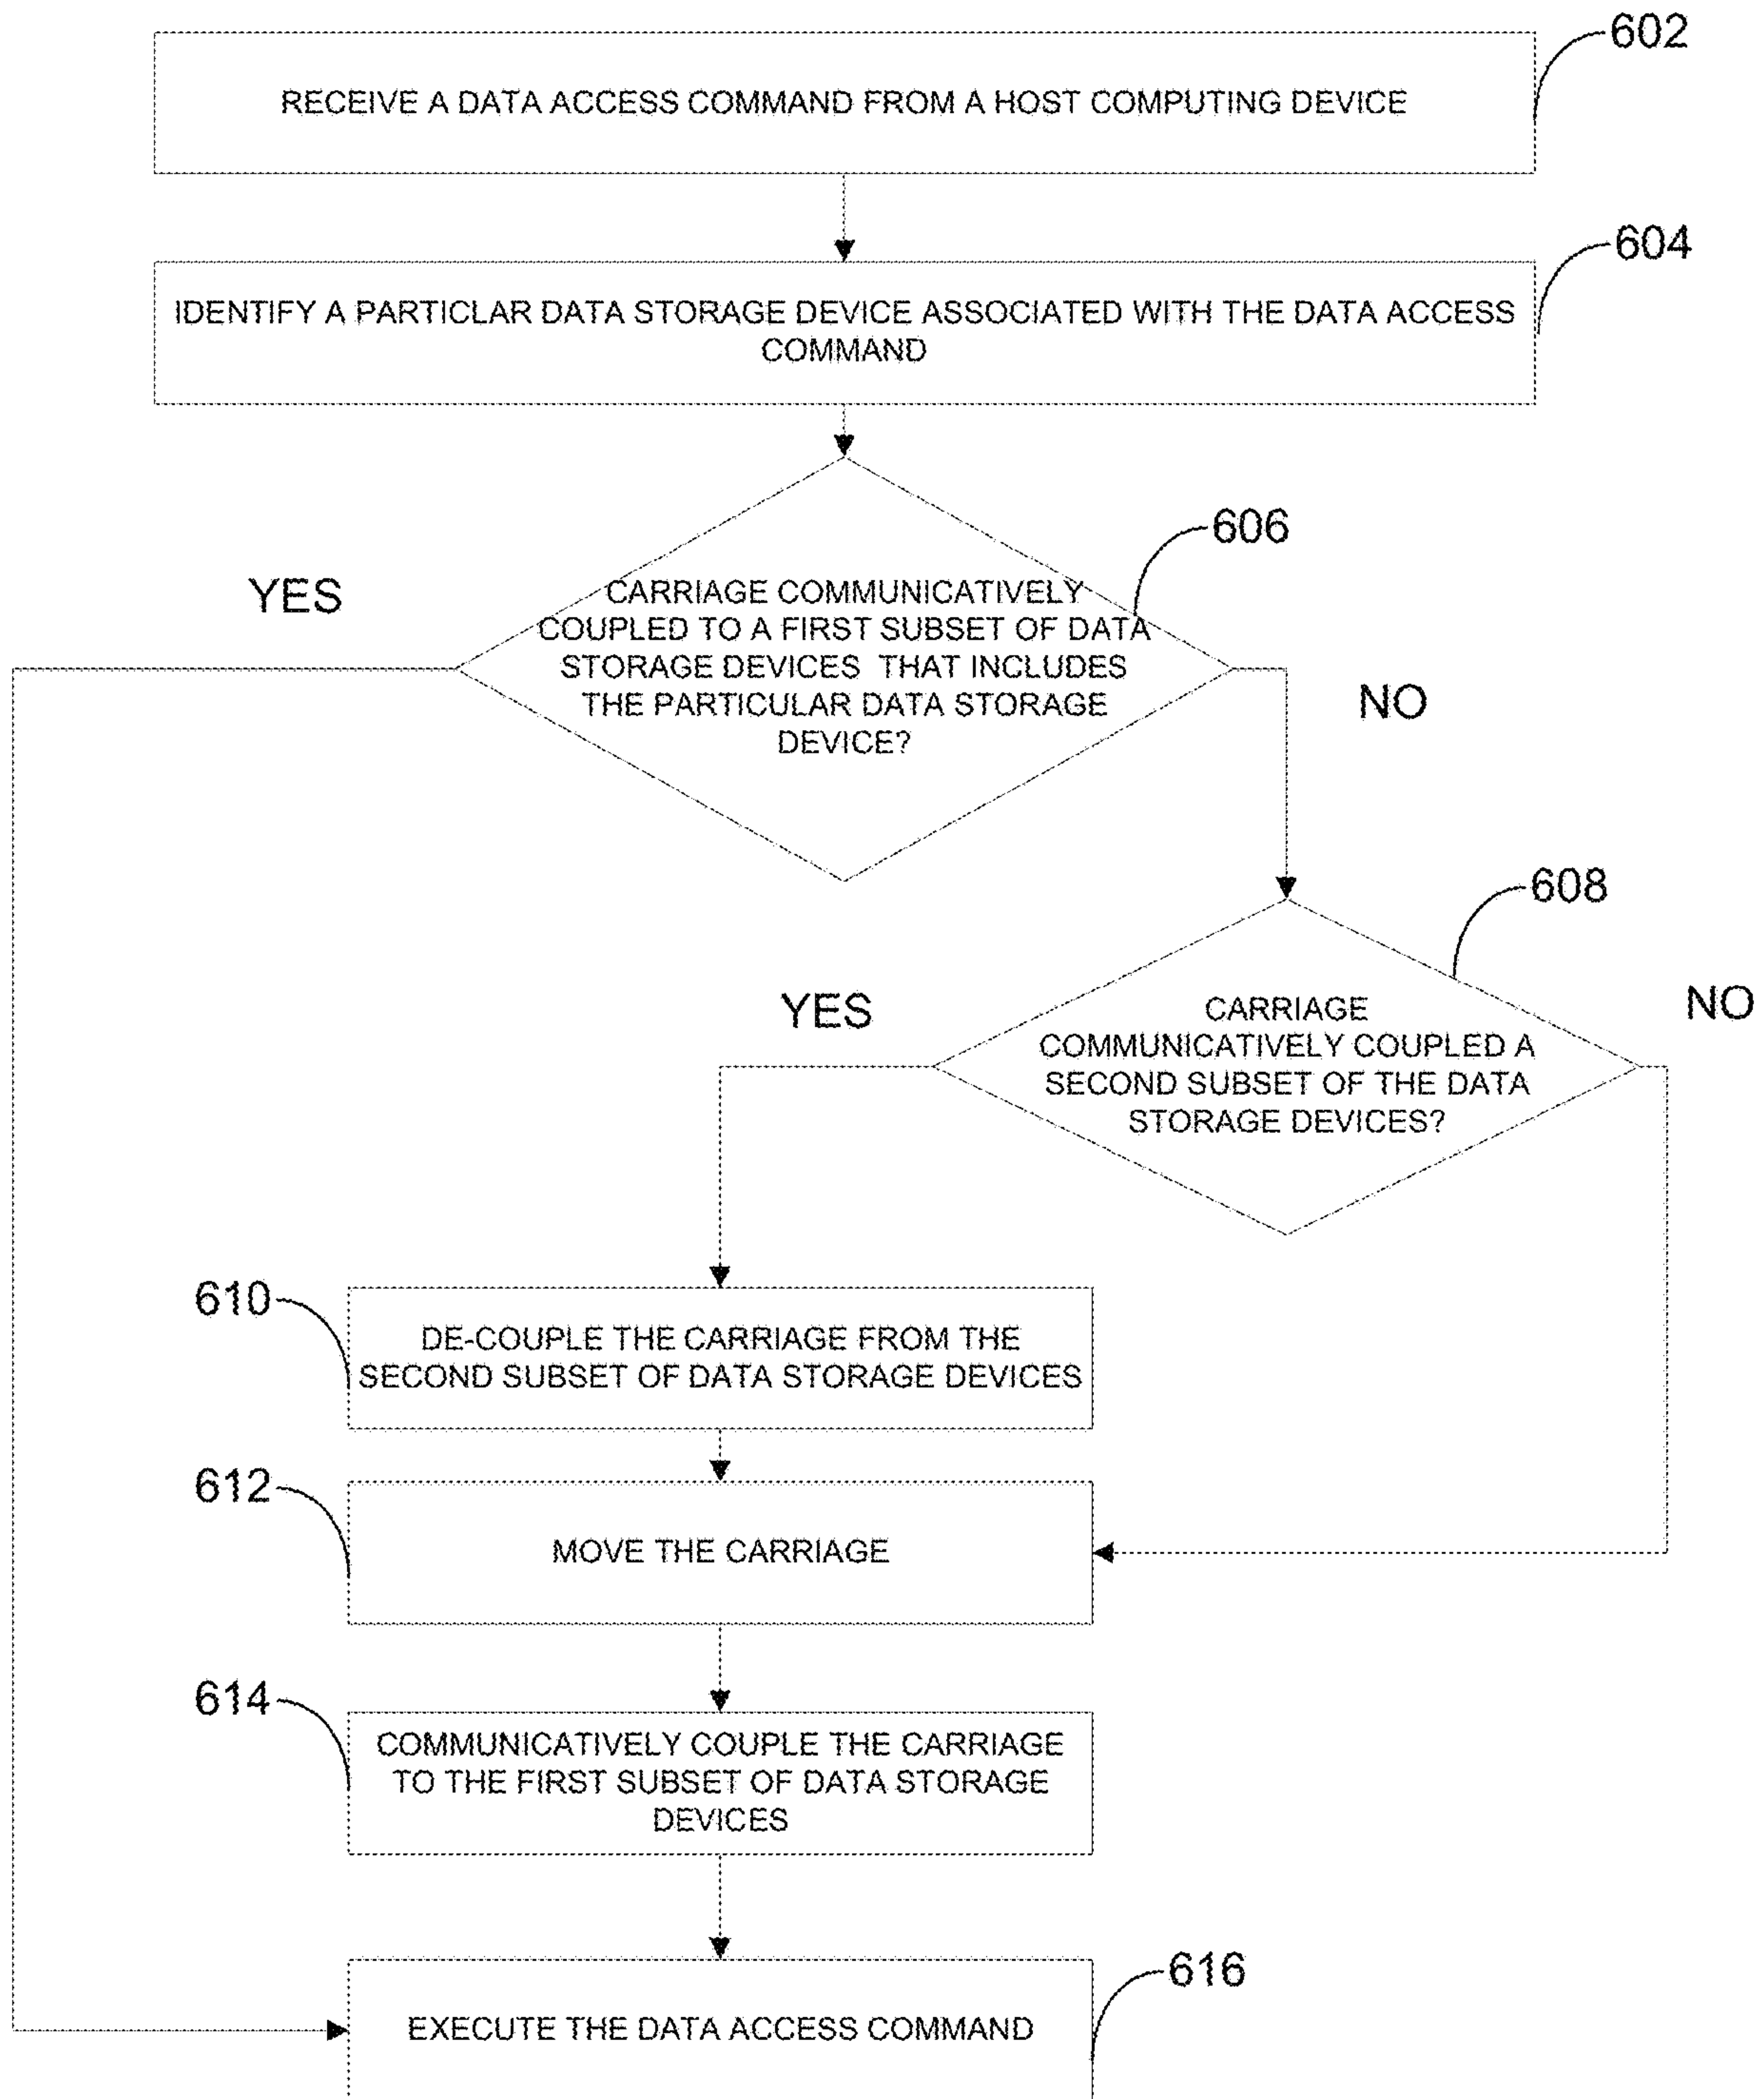 602
RECEIVE A DATA ACCESS COMMAND FROM A HOST COMPUTING DEVICE
604
IDENTIFY A PARTICLAR DATA STORAGE DEVICE ASSOCIATED WITH THE DATA ACCESS
COMMAND
606
YES
CARRIAGE COMMUNICATIVELY
COUPLED TO A FIRST SUBSET OF DATA
STORAGE DEVICES THAT INCLUDES
THE PARTICULAR DATA STORAGE
DEVICE?
NO
608
YES
NO
CARRIAGE
COMMUNICATIVELY COUPLED A
SECOND SUBSET OF THE DATA
STORAGE DEVICES?
610
DE-COUPLE THE CARRIAGE FROM THE
SECOND SUBSET OF DATA STORAGE DEVICES
612
MOVE THE CARRIAGE
614
COMMUNICATIVELY COUPLE THE CARRIAGE
TO THE FIRST SUBSET OF DATA STORAGE
DEVICES
616
EXECUTE THE DATA ACCESS COMMAND